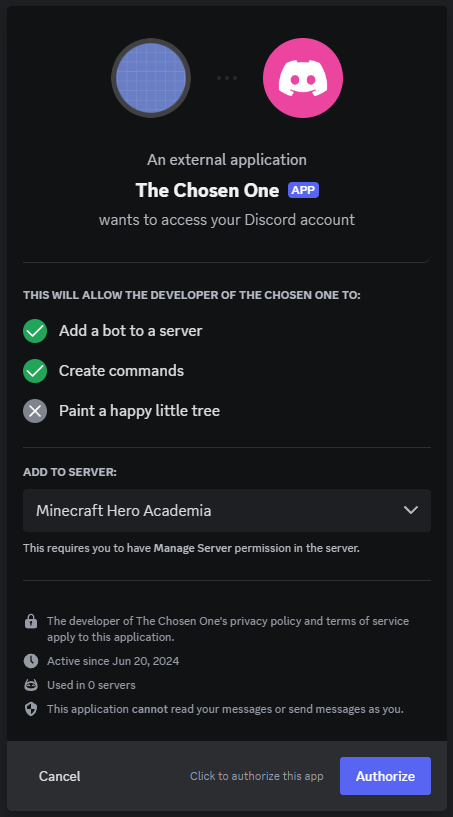 An external application
The Chosen One APP
wants to access your Discord account
THIS WILL ALLOW THE DEVELOPER OF THE CHOSEN ONE TO:
Add a bot to a server
Create commands
Paint a happy little tree
ADD TO SERVER:
Minecraft Hero Academia
This requires you to have Manage Server permission in the server.
The developer of The Chosen One's privacy policy and terms of service
apply to this application.
Active since Jun 20, 2024
Used in 0 servers
This application cannot read your messages or send messages as you.
Cancel
Click to authorize this app
Authorize